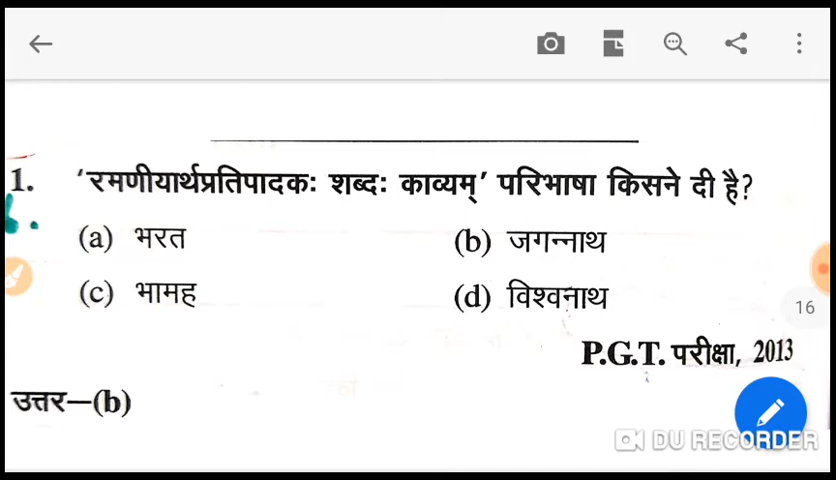 1. 'रमणीयार्थप्रतिपादकः शब्दः काव्यम्' परिभाषा किसने दी है?
(a) भरत (b) जगन्नाथ
(c) भामह (d) विश्वनाथ
16
P.G.T. परीक्षा, 2013
उत्तर—(b)
DU RECORDER